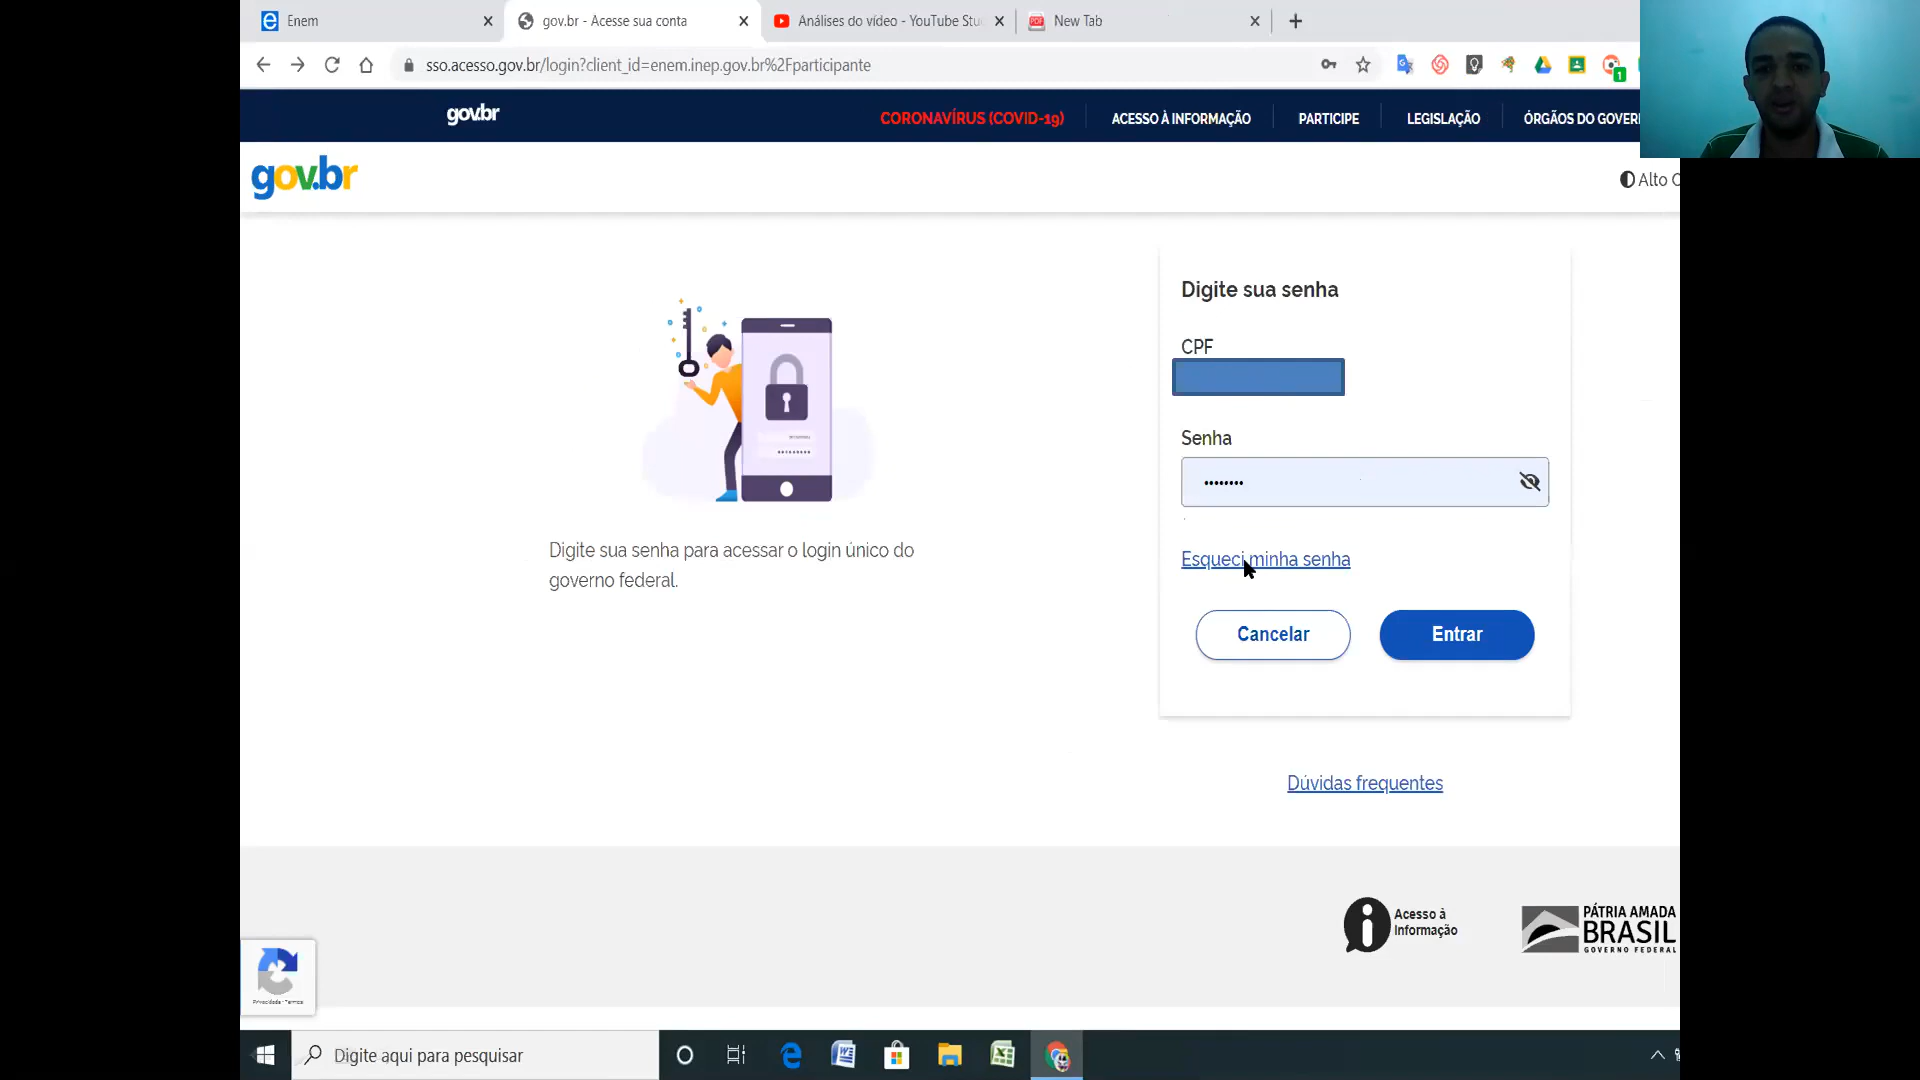 Enem
gov.br - Acesse sua conta
Análises do vídeo - YouTube Stu
New Tab
sso.acesso.gov.br/login?client_id=enem.inep.gov.br%2Fparticipante
1
gov.br
CORONAVÍRUS (COVID-19)
ACESSO À INFORMAÇÃO
PARTICIPE
LEGISLAÇÃO
ÓRGÃOS DO GOVER
gov.br
Alto C
Digite sua senha
CPF
Senha
Esqueci minha senha
Cancelar
Entrar
Digite sua senha para acessar o login único do
governo federal.
Dúvidas frequentes
Acesso à
Informação
PÁTRIA AMADA
BRASIL
GOVERNO FEDERAL
Privacidade - Termos
Digite aqui para pesquisar